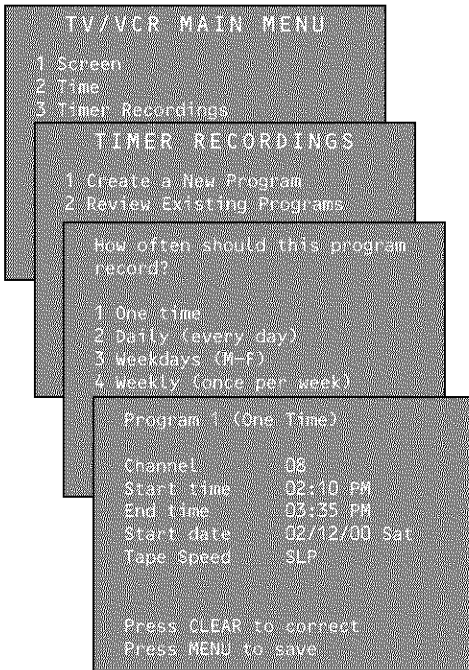 TV/VCR MAIN MENU
1 Screen
2 Time
3 Timer Recordings
TIMER RECORDINGS
1 Create a New Program
2 Review Existing Programs
How often should this program
record?
1 One time
2 Daily (every day)
3 Weekdays (M-F)
4 Weekly (once per week)
Program 1 (One Time)
Channel 08
Start time 02:10 PM
End time 03:35 PM
Start date 02/12/00 Sat
Tape Speed SLP
Press CLEAR to correct
Press MENU to save